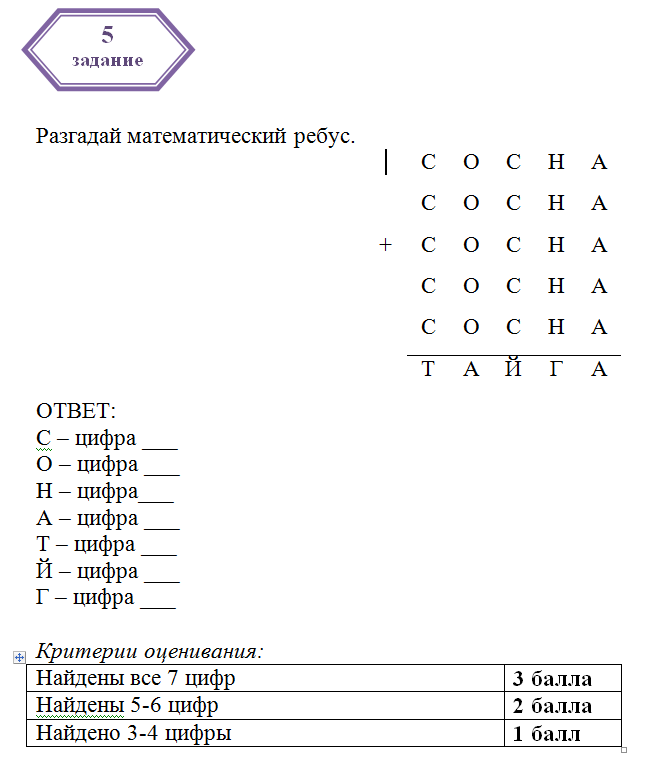 5
задание
Разгадай математический ребус.
С О С Н А
С О С Н А
+ С О С Н А
С О С Н А
С О С Н А
Т А Й Г А
ОТВЕТ:
С – цифра ___
О – цифра ___
Н – цифра___
А – цифра ___
Т – цифра ___
Й – цифра ___
Г – цифра ___
Критерии оценивания:
Найдены все 7 цифр 3 балла
Найдены 5-6 цифр 2 балла
Найдено 3-4 цифры 1 балл